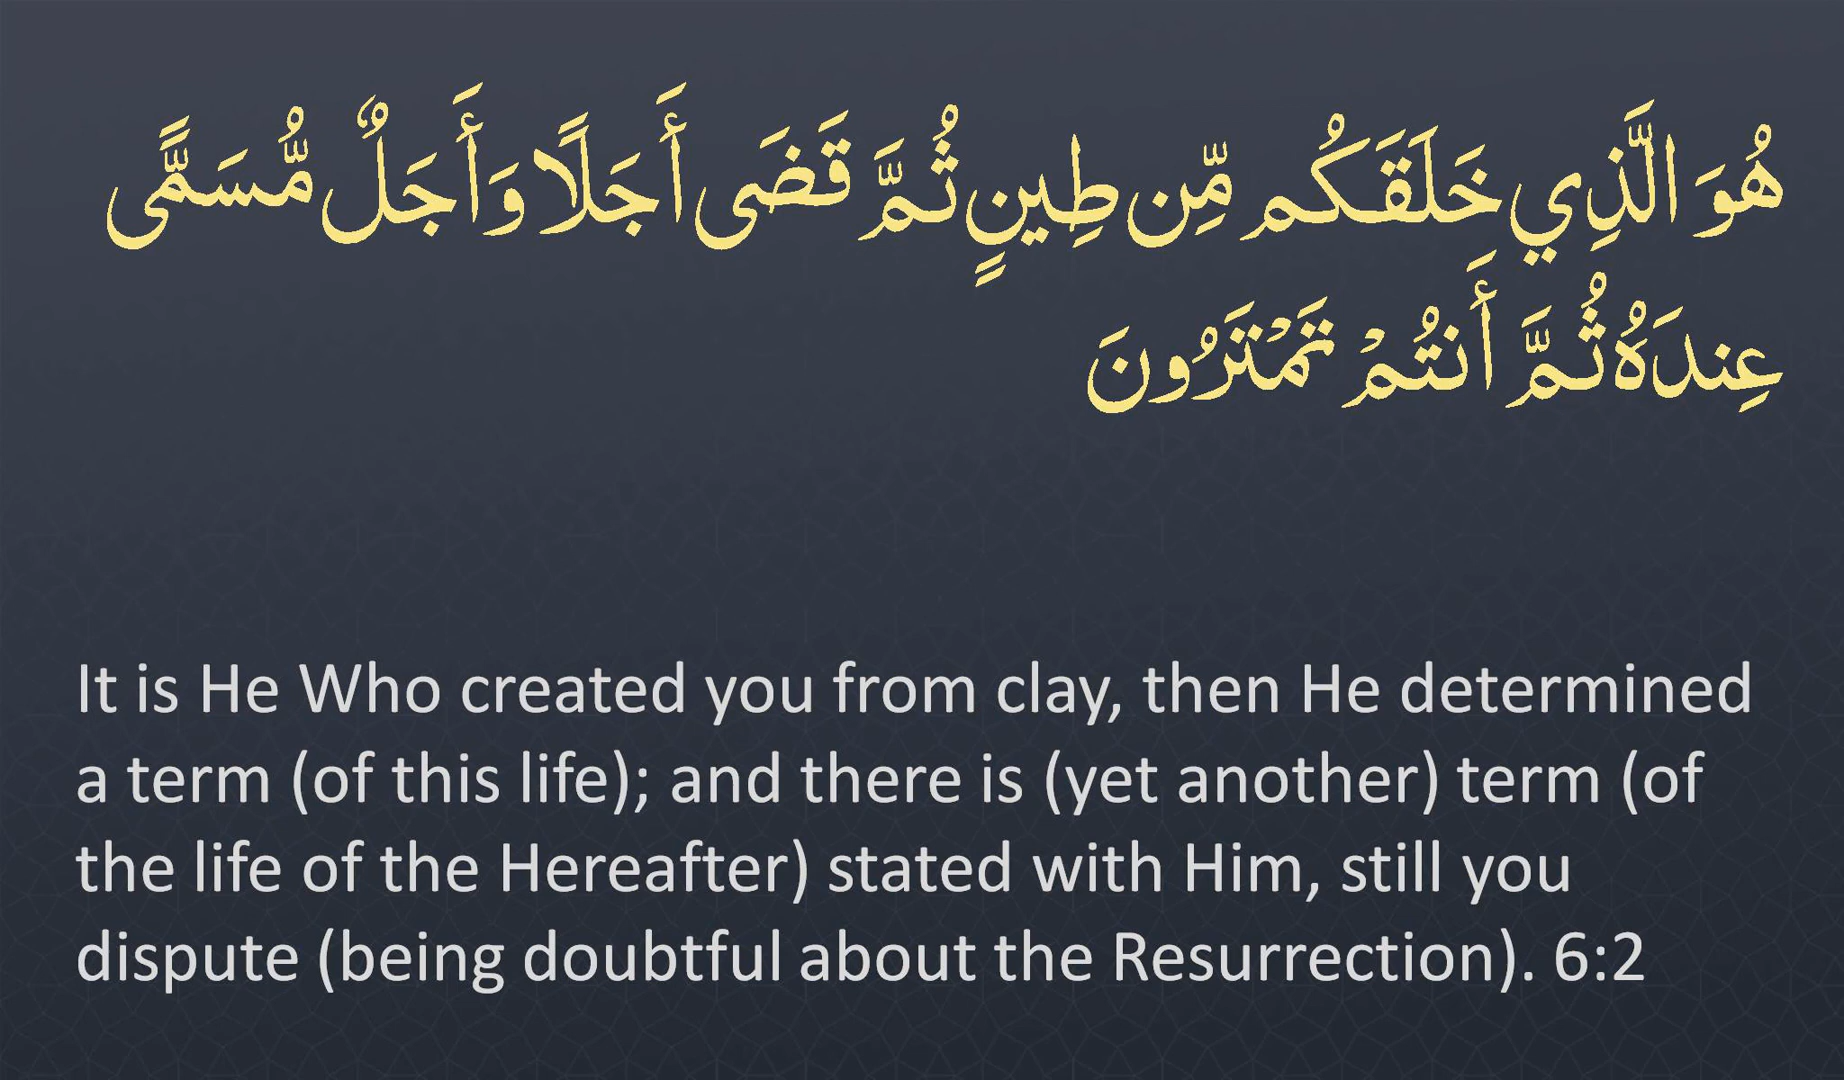 هُوَ الَّذِي خَلَقَكُم مِّن طِينٍ ثُمَّ قَضَى أَجَلًا وَأَجَلٌ مُّسَمًّى
عِندَهُ ثُمَّ أَنتُمْ تَمْتَرُونَ
It is He Who created you from clay, then He determined
a term (of this life); and there is (yet another) term (of
the life of the Hereafter) stated with Him, still you
dispute (being doubtful about the Resurrection). 6:2